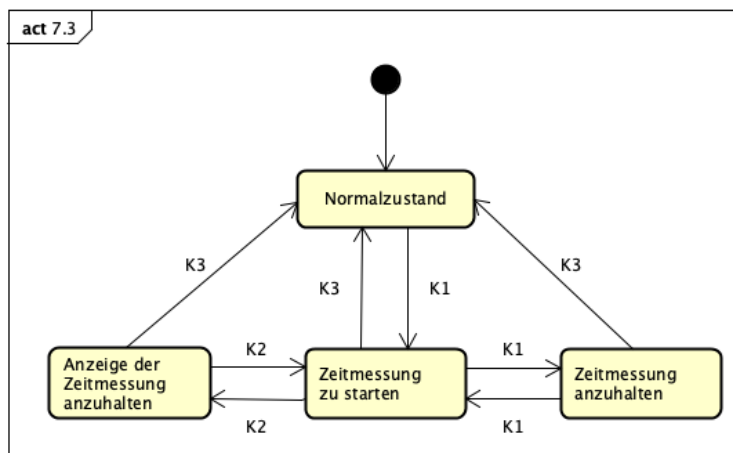 act 7.3
Normalzustand
K3
K3
K1
K3
Anzeige der
Zeitmessung
anzuhalten
K2
K2
Zeitmessung
zu starten
K1
K1
Zeitmessung
anzuhalten